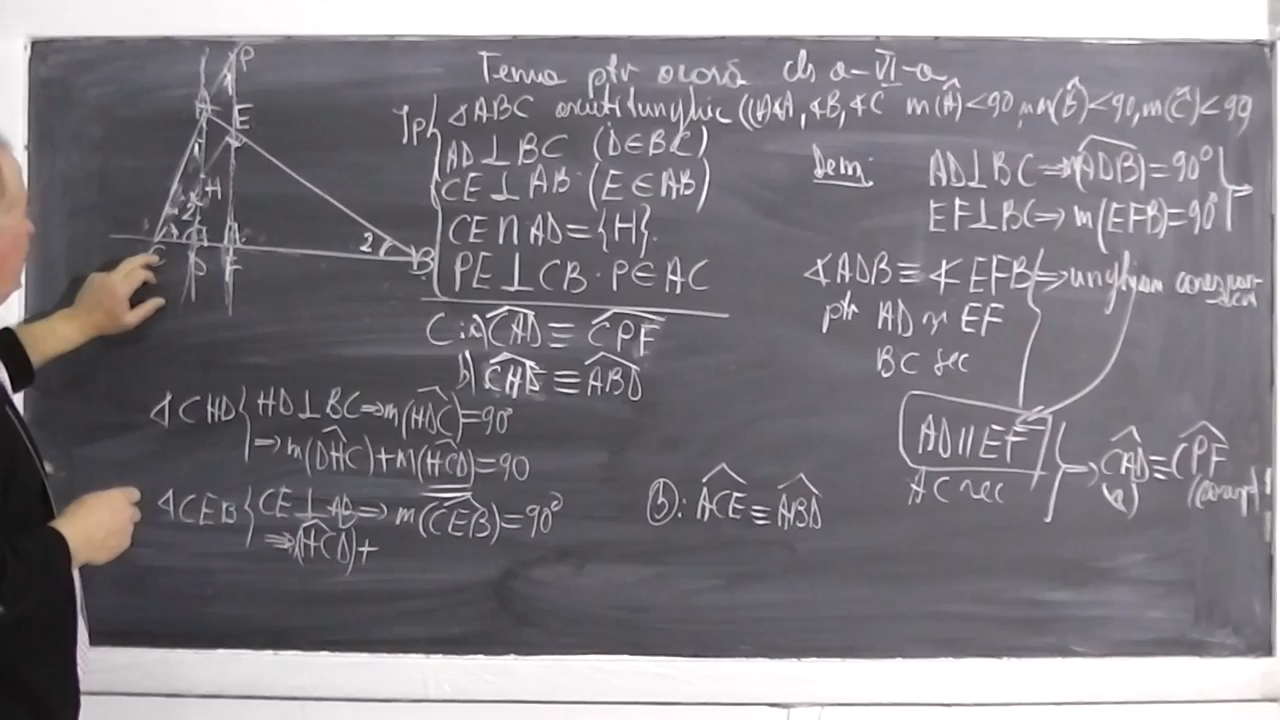 Tema ptr acasă cls a-VI-a
Ip
∢ABC ascuțitunghic (∢A, ∢B, ∢C m(Â)<90, m(B̂)<90, m(Ĉ)<90
AD⊥BC (D∈BC)
CE⊥AB (E∈AB)
CE∩AD={H}.
PE⊥CB · P∈AC
C: a) CAD ≡ CPF
b) CHD ≡ ABD
P
E
H
2
2
C
D
F
B
∢CHD { HD⊥BC ⇒ m(HDC)=90°
⇒ m(DHC)+m(HCD)=90
∢CEB { CE⊥AB ⇒ m(CEB)=90°
⇒ (HCD)+
Dem: AD⊥BC ⇒ m(ADB)=90°
EF⊥BC ⇒ m(EFB)=90°
∢ADB ≡ ∢EFB ⇒
ptr AD și EF
BC sec
AD||EF
AC sec
⇒ CAD ≡ CPF
b): ACE ≡ ABD